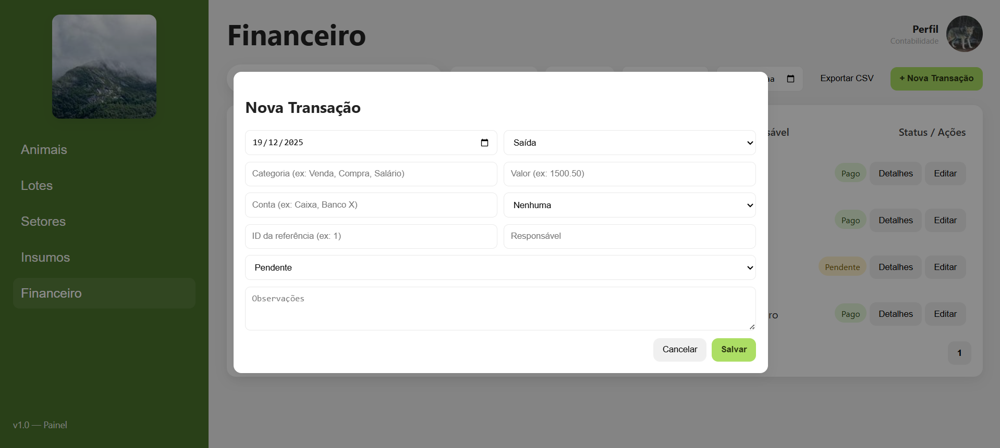 Animais
Lotes
Setores
Insumos
Financeiro
v1.0 — Painel
Financeiro
Perfil
Contabilidade
Exportar CSV
+ Nova Transação
Status / Ações
Pago Detalhes Editar
Pago Detalhes Editar
Pendente Detalhes Editar
Pago Detalhes Editar
1
Nova Transação
19/12/2025
Saída
Categoria (ex: Venda, Compra, Salário)
Valor (ex: 1500.50)
Conta (ex: Caixa, Banco X)
Nenhuma
ID da referência (ex: 1)
Responsável
Pendente
Observações
Cancelar
Salvar